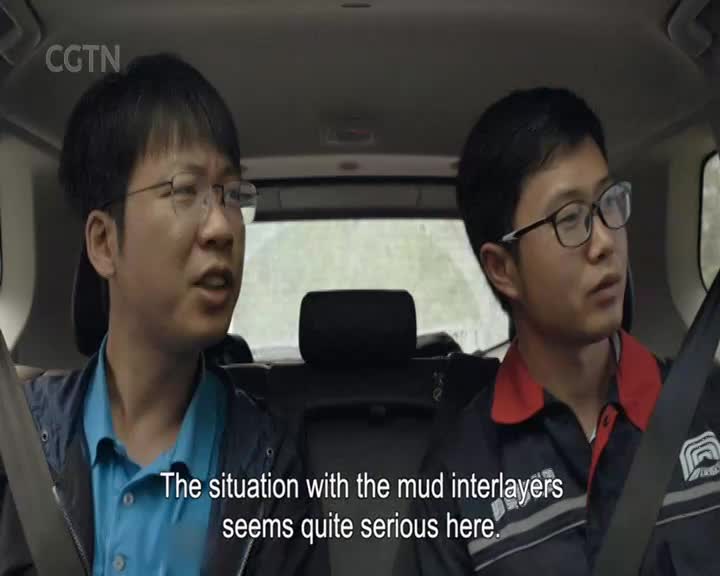 CGTN
The situation with the mud interlayers
seems quite serious here.